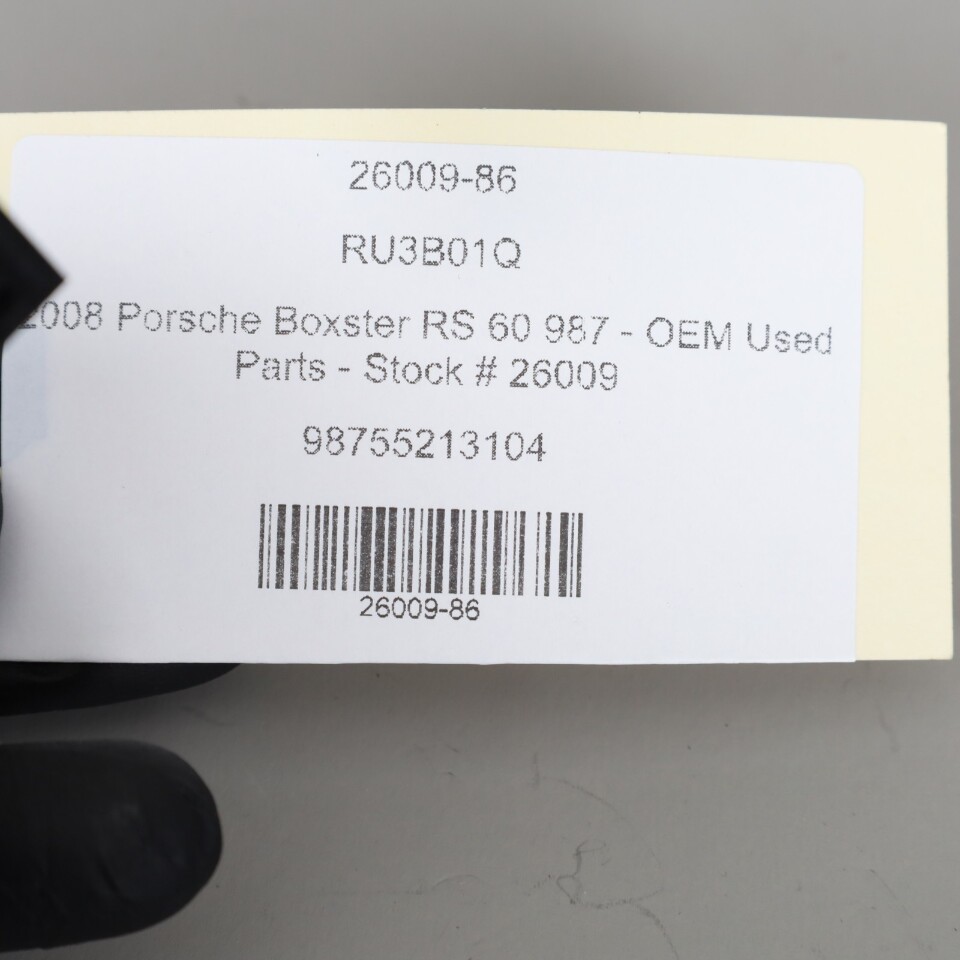 26009-86
RU3B01Q
2008 Porsche Boxster RS 60 987 - OEM Used
Parts - Stock # 26009
98755213104
26009-86